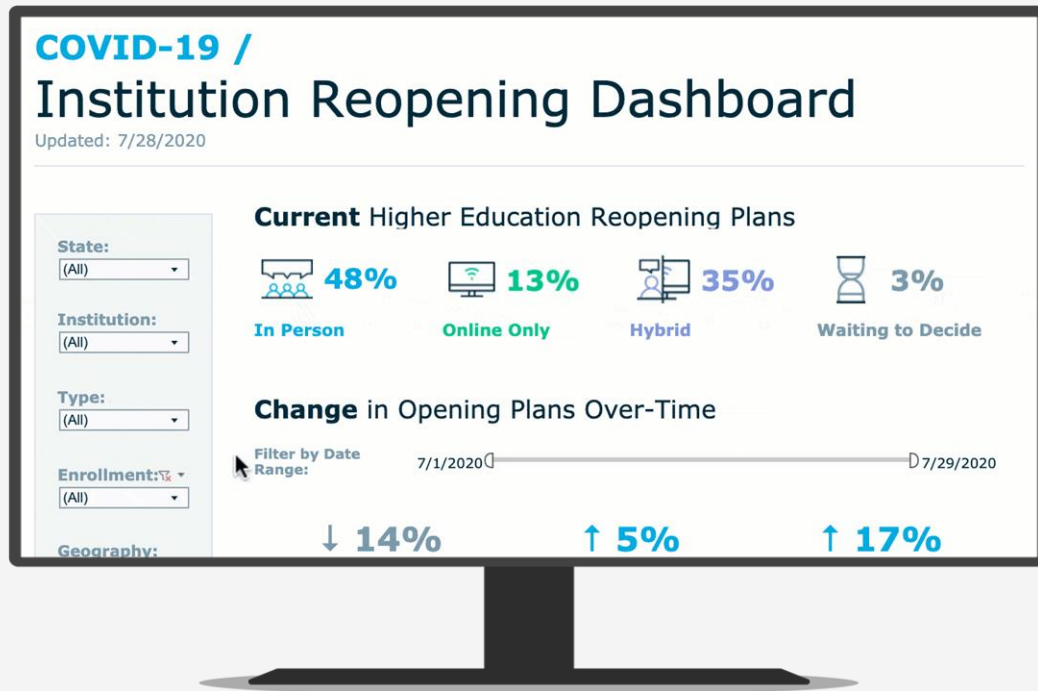 COVID-19 /
Institution Reopening Dashboard
Updated: 7/28/2020
State:
(All)
Institution:
(All)
Type:
(All)
Enrollment:
(All)
Geography:
Current Higher Education Reopening Plans
48% 13% 35% 3%
In Person Online Only Hybrid Waiting to Decide
Change in Opening Plans Over-Time
Filter by Date
Range:
7/1/2020 7/29/2020
↓ 14% ↑ 5% ↑ 17%